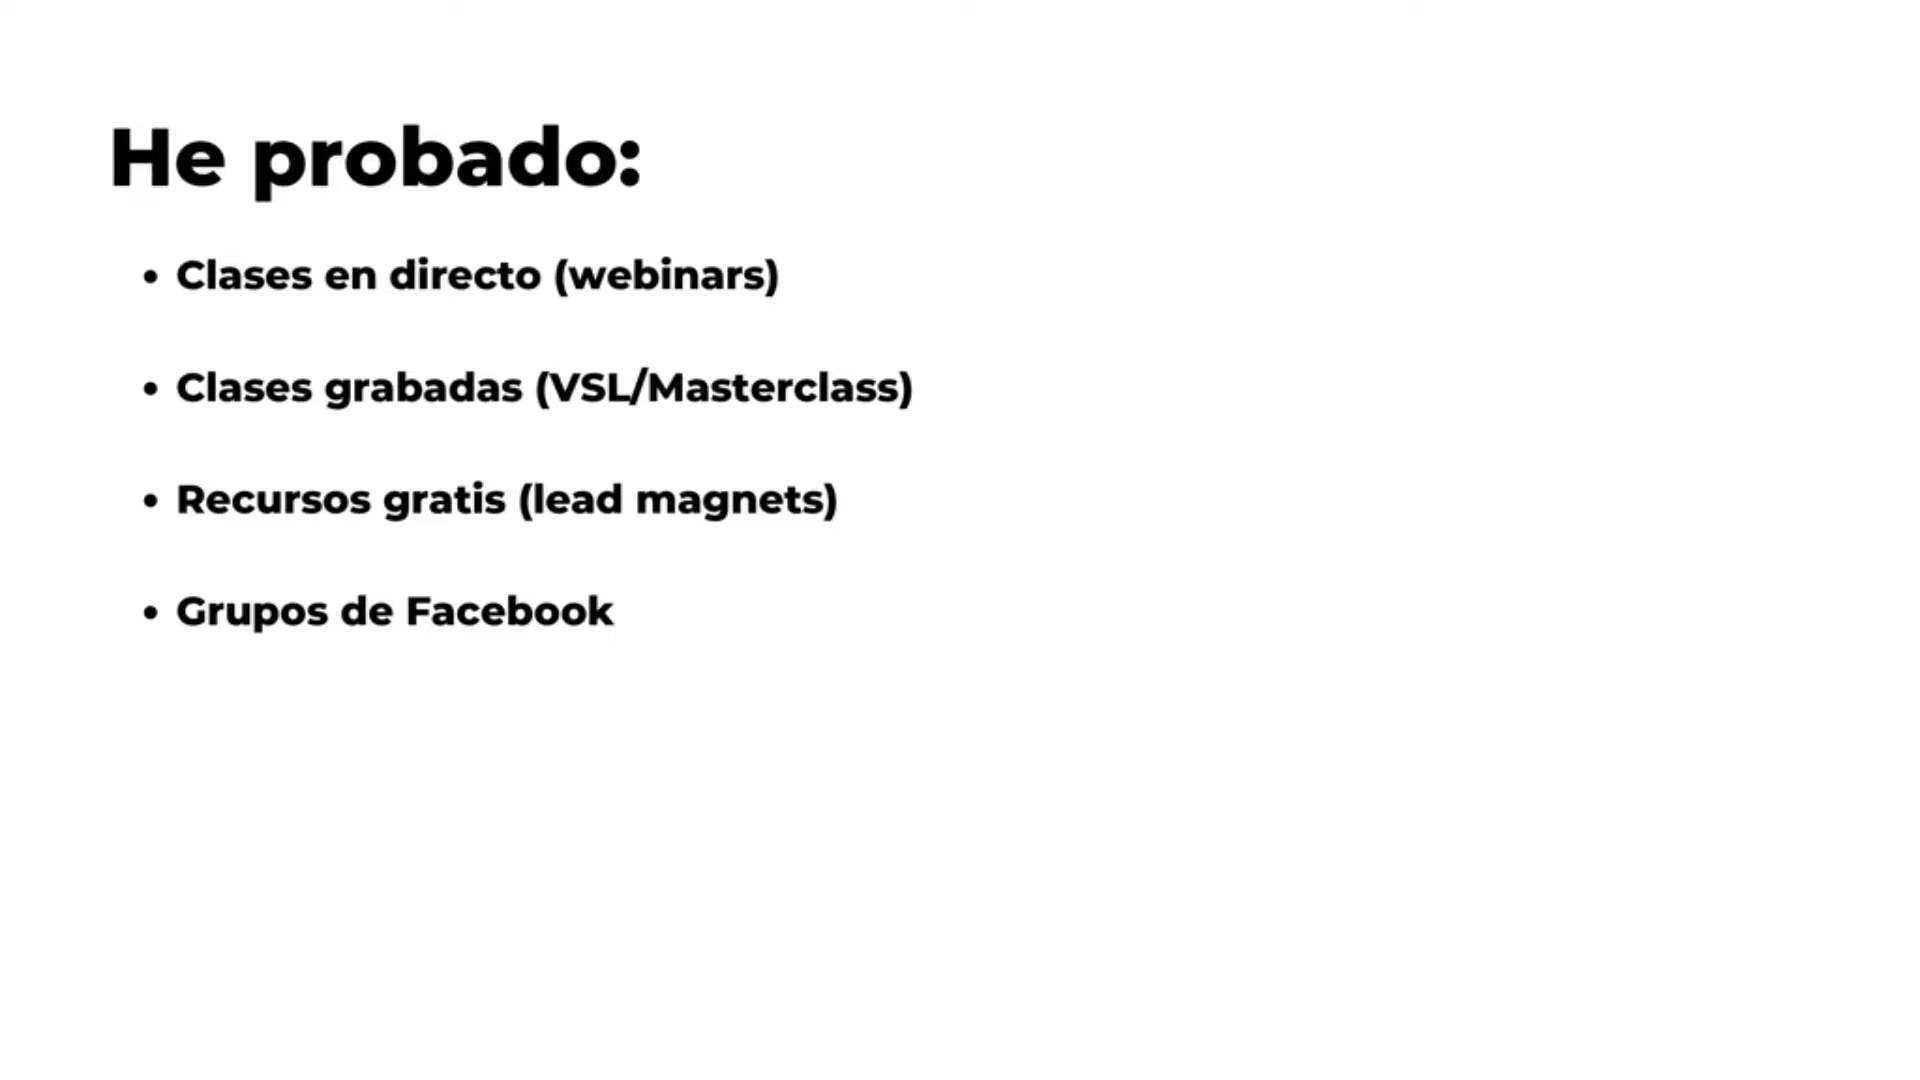 He probado:
• Clases en directo (webinars)
• Clases grabadas (VSL/Masterclass)
• Recursos gratis (lead magnets)
• Grupos de Facebook